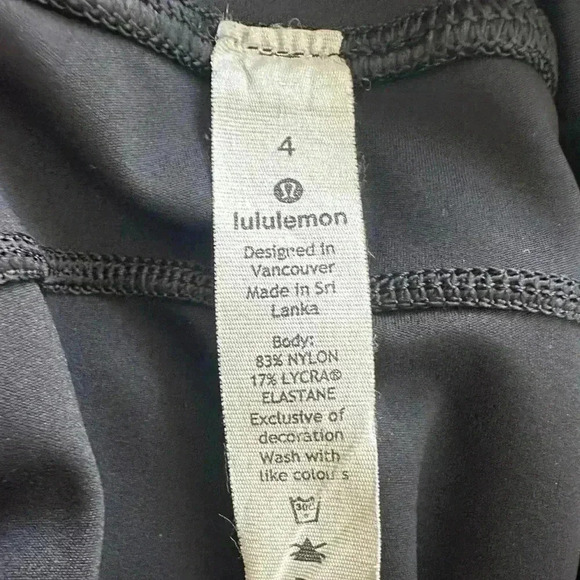 4
lululemon
Designed in
Vancouver
Made in Sri
Lanka
Body:
83% NYLON
17% LYCRA®
ELASTANE
Exclusive of
decoration
Wash with
like colours
30c